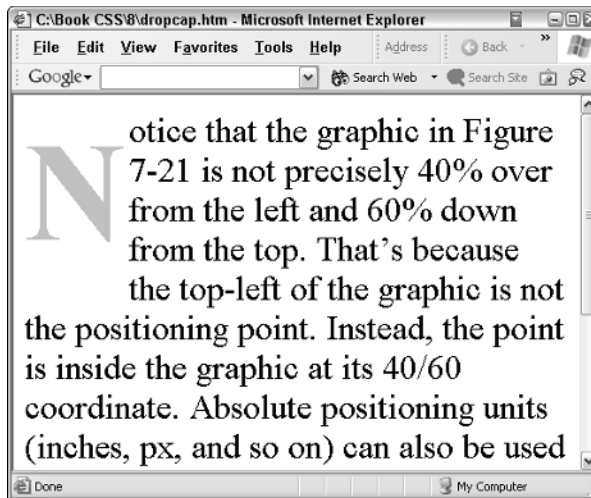 C:\Book CSS\8\dropcap.htm - Microsoft Internet Explorer
File Edit View Favorites Tools Help Address Back »
Google Search Web Search Site
Notice that the graphic in Figure
7-21 is not precisely 40% over
from the left and 60% down
from the top. That's because
the top-left of the graphic is not
the positioning point. Instead, the point
is inside the graphic at its 40/60
coordinate. Absolute positioning units
(inches, px, and so on) can also be used
Done My Computer